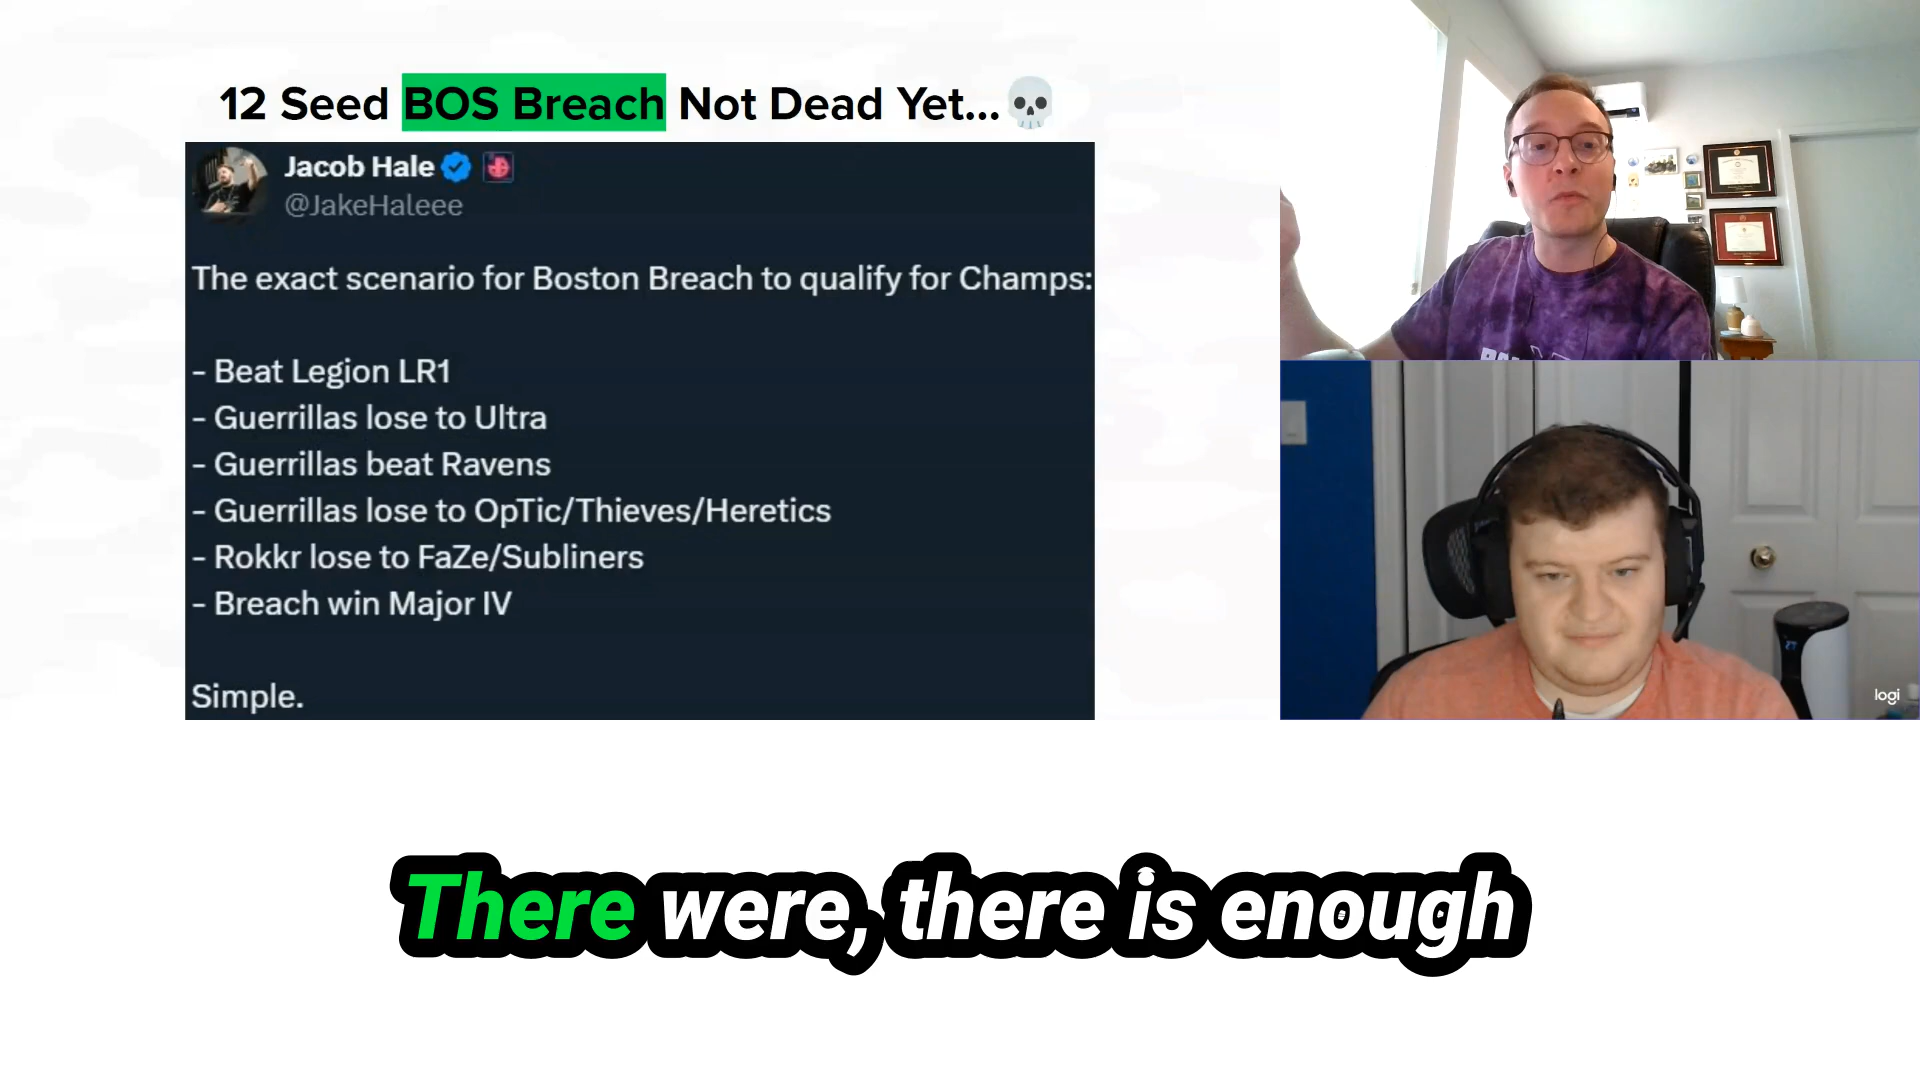 12 Seed BOS Breach Not Dead Yet...💀
Jacob Hale
@JakeHaleee
The exact scenario for Boston Breach to qualify for Champs:
- Beat Legion LR1
- Guerrillas lose to Ultra
- Guerrillas beat Ravens
- Guerrillas lose to OpTic/Thieves/Heretics
- Rokkr lose to FaZe/Subliners
- Breach win Major IV
Simple.
logi
There were, there is enough